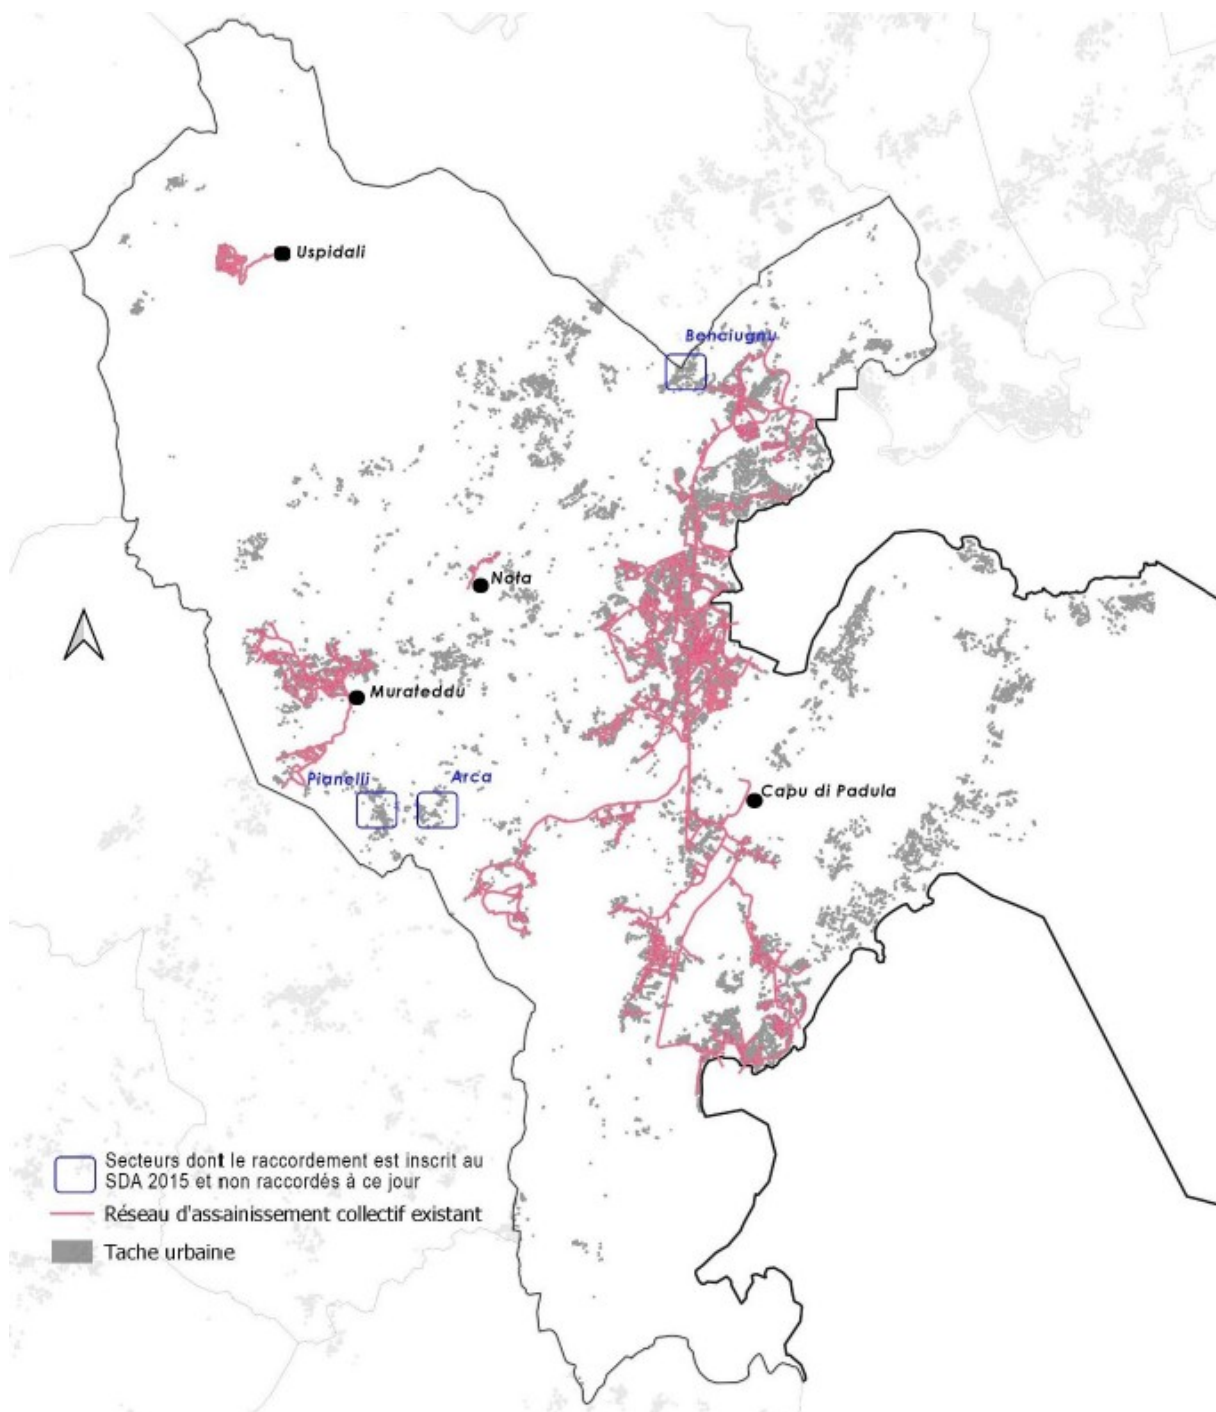 Uspidali
Benciugnu
Nota
Murateddu
Pianelli
Arca
Capu di Padula
Secteurs dont le raccordement est inscrit au
SDA 2015 et non raccordés à ce jour
Réseau d'assainissement collectif existant
Tache urbaine